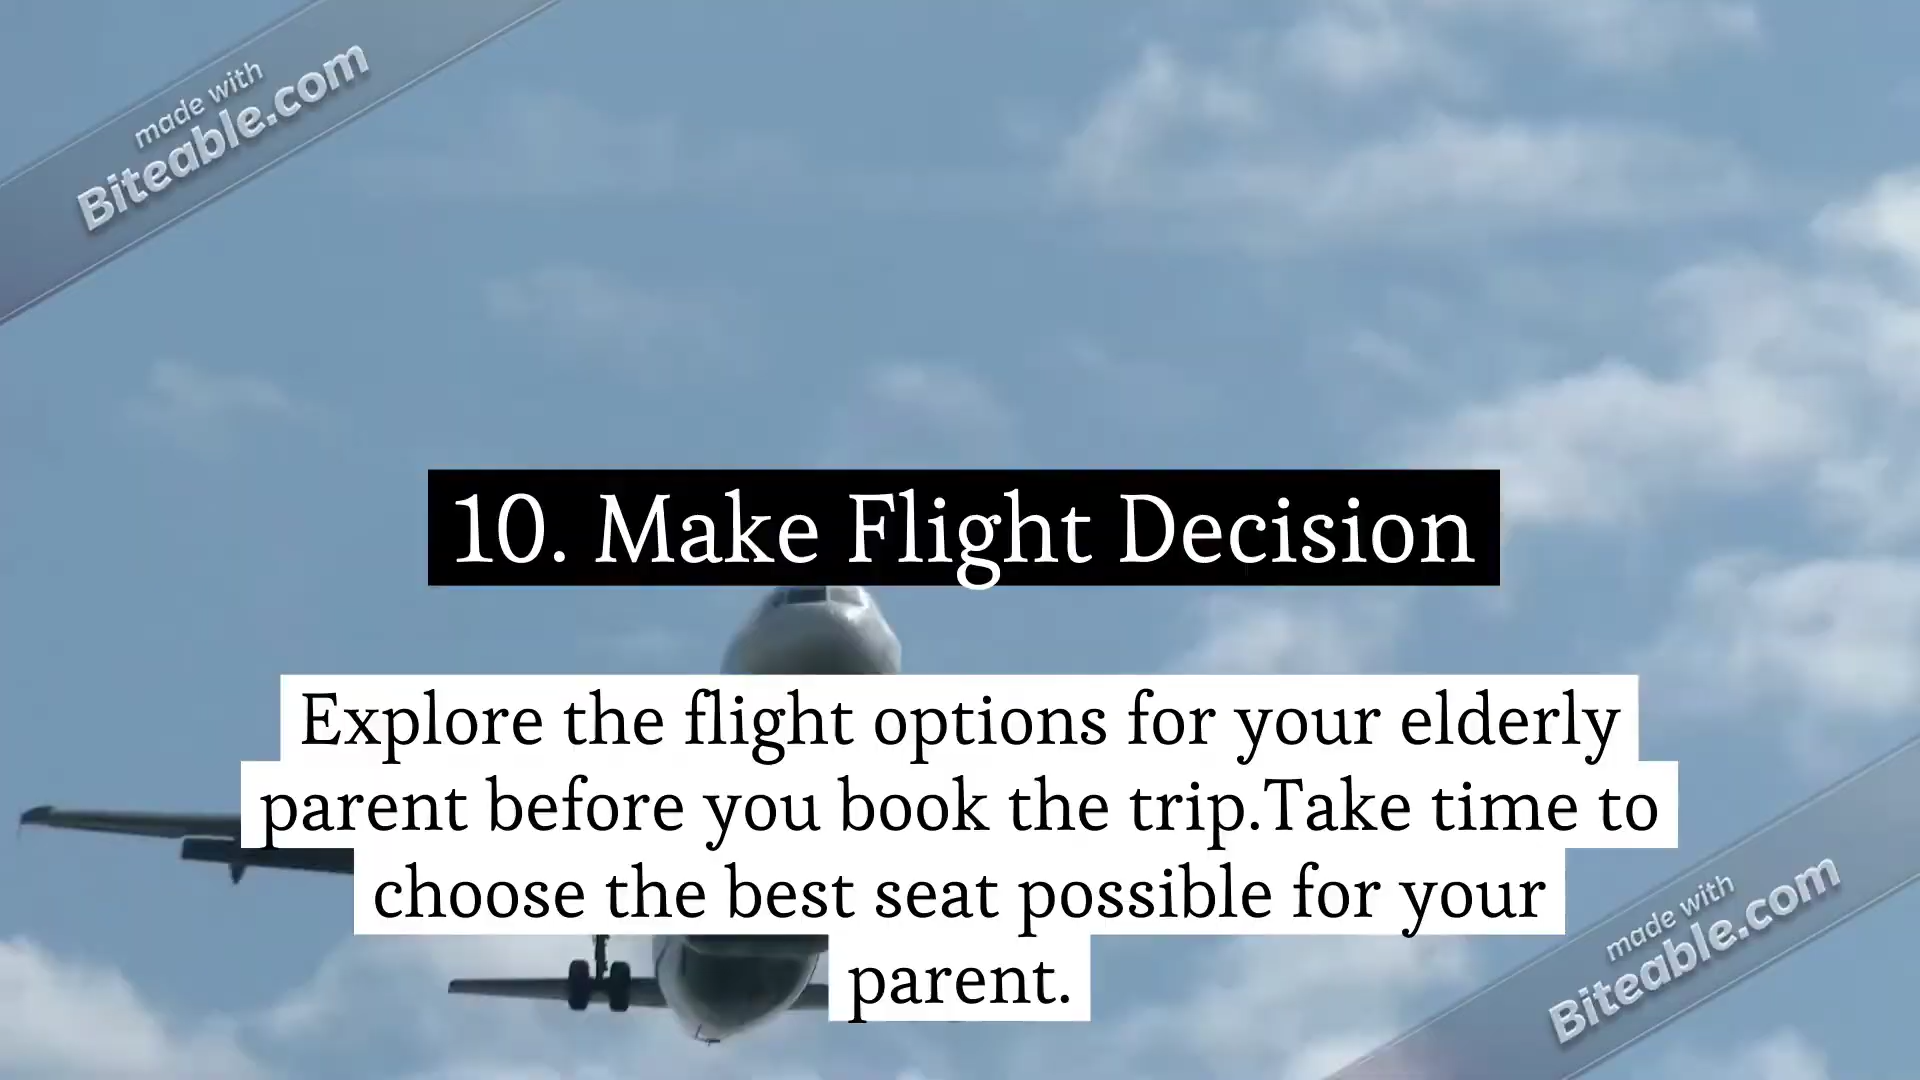 made with
Biteable.com
10. Make Flight Decision
Explore the flight options for your elderly
parent before you book the trip.Take time to
choose the best seat possible for your
parent.
made with
Biteable.com